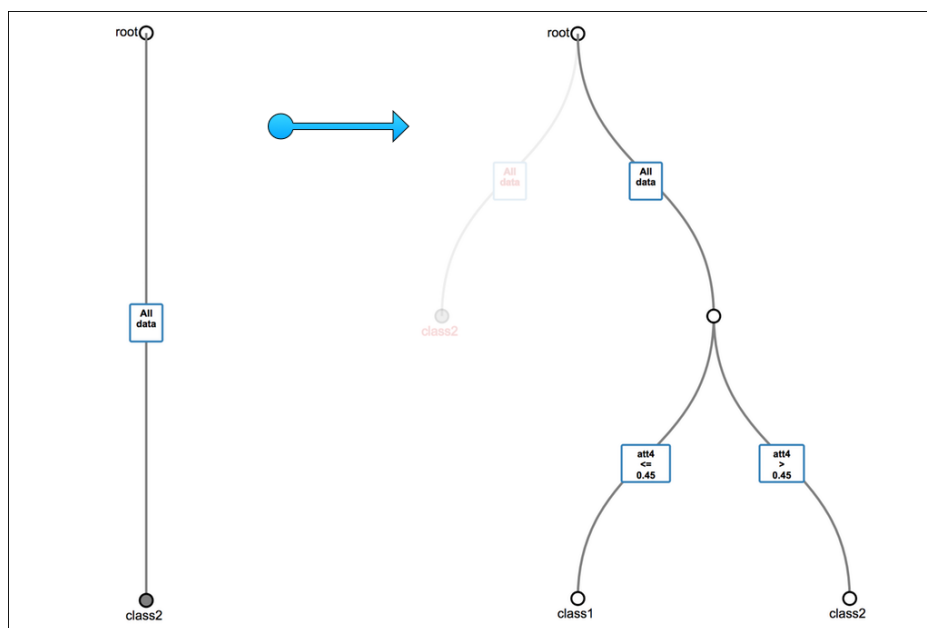 root
All
data
class2
root
All
data
class2
All
data
att4
<=
0.45
att4
>
0.45
class1
class2